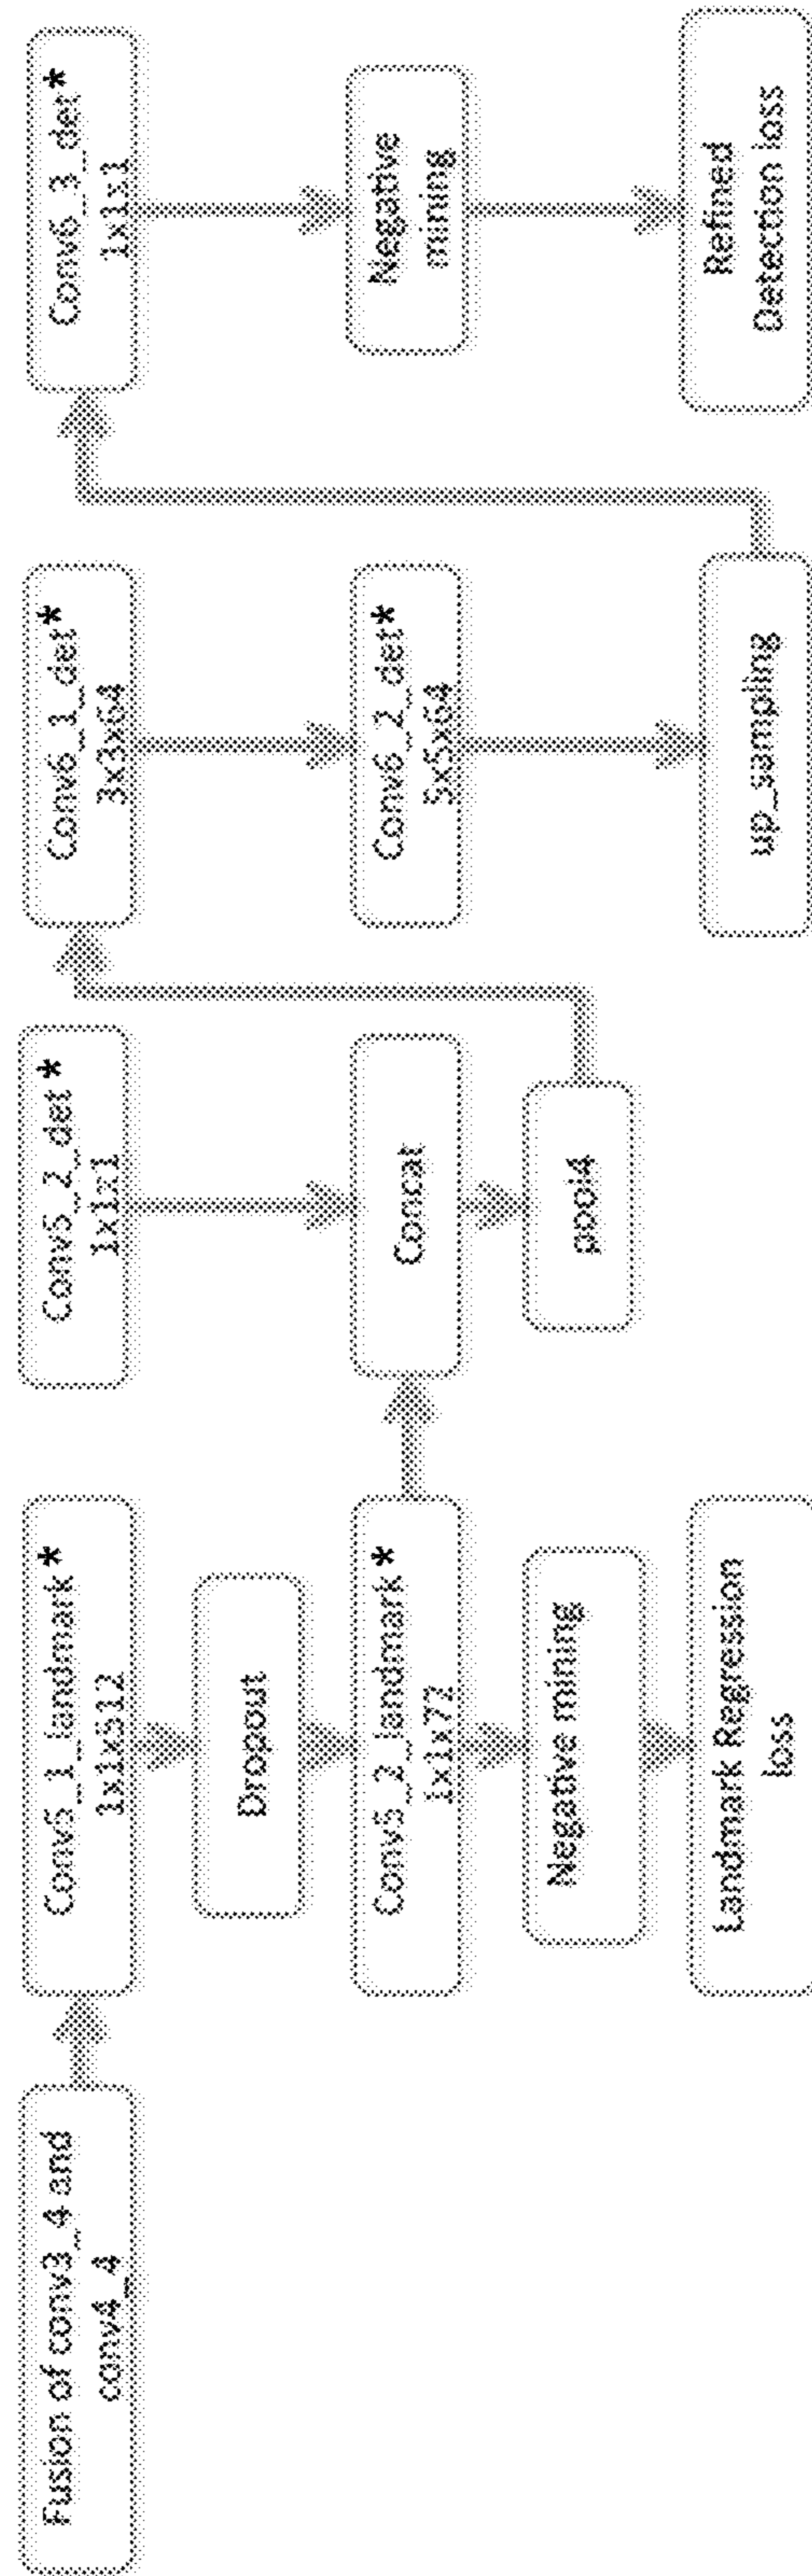 Fusion of conv3_4 and
conv4_4
Conv5_1_landmark*
1x1x512
Dropout
Conv5_2_landmark*
1x1x72
Negative mining
Landmark Regression
loss
Conv5_2_det*
1x1x1
Concat
pool4
Conv6_1_det*
3x3x64
Conv6_2_det*
5x5x64
up_sampling
Conv6_3_det*
1x1x1
Negative
mining
Refined
Detection loss